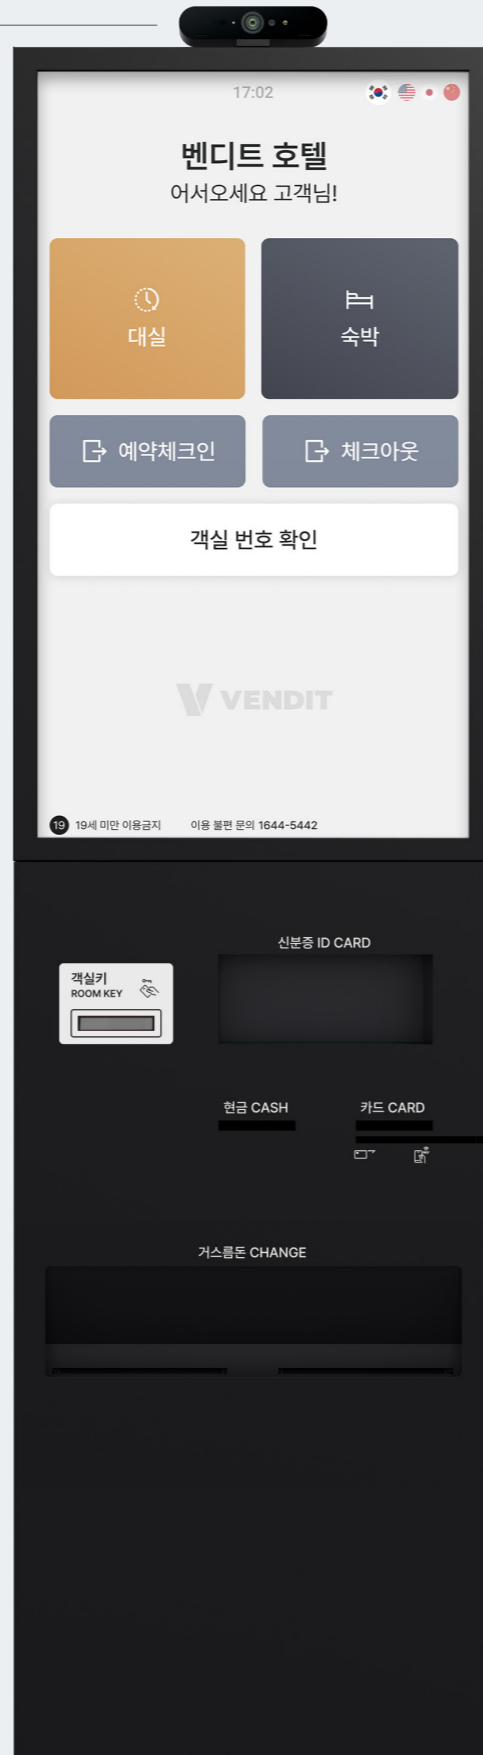 17:02
벤디트 호텔
어서오세요 고객님!
대실
숙박
예약체크인
체크아웃
객실 번호 확인
VENDIT
19 19세 미만 이용금지 이용 불편 문의 1644-5442
신분증 ID CARD
객실키
ROOM KEY
현금 CASH
카드 CARD
거스름돈 CHANGE